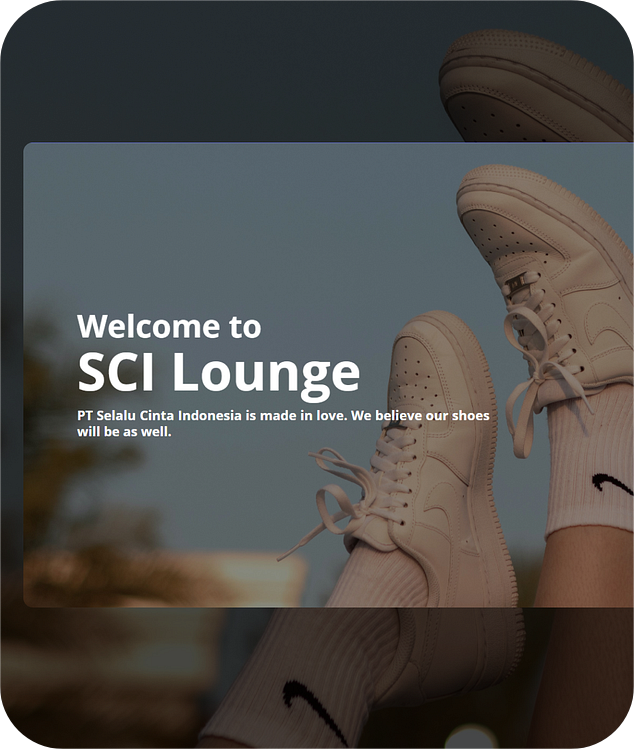 Welcome to
SCI Lounge
PT Selalu Cinta Indonesia is made in love. We believe our shoes
will be as well.